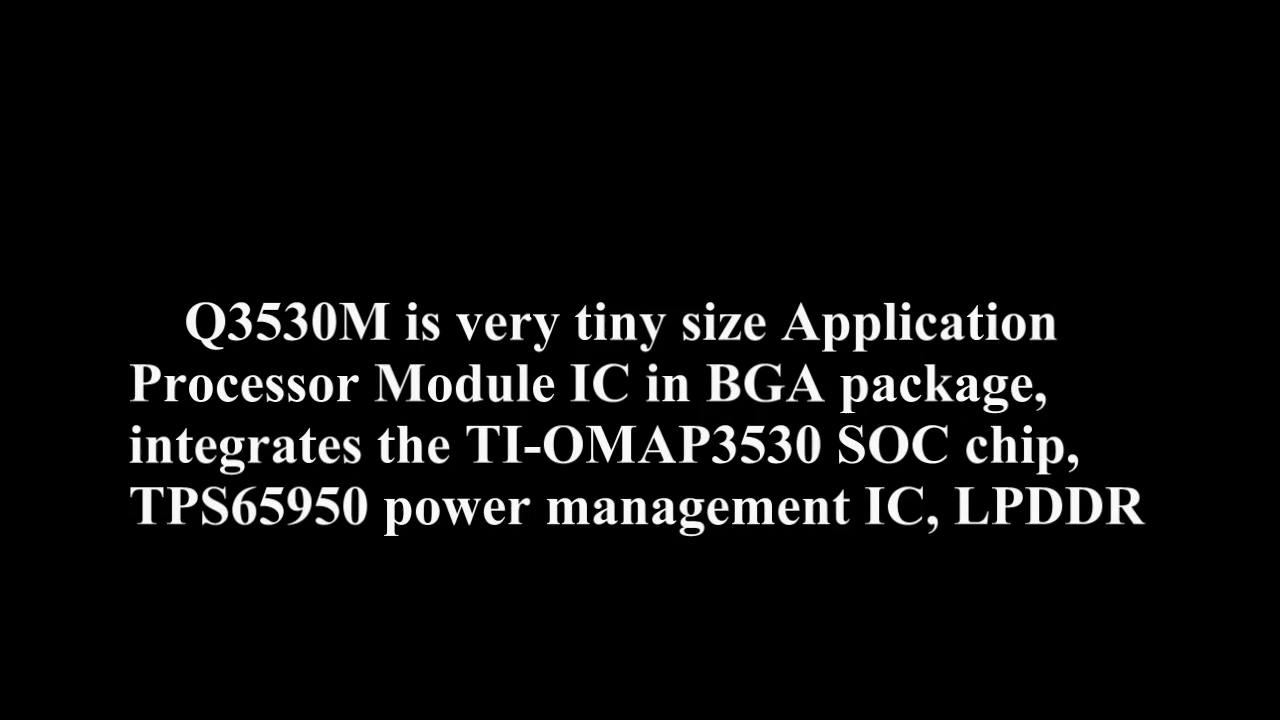 Q3530M is very tiny size Application
Processor Module IC in BGA package,
integrates the TI-OMAP3530 SOC chip,
TPS65950 power management IC, LPDDR